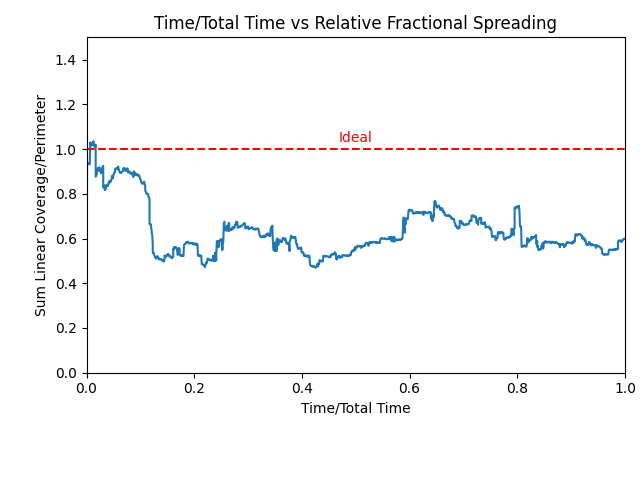 Time/Total Time vs Relative Fractional Spreading
1.4
1.2
Ideal
1.0
0.8
0.6
0.4
0.2
0.0
Sum Linear Coverage/Perimeter
0.0 0.2 0.4 0.6 0.8 1.0
Time/Total Time